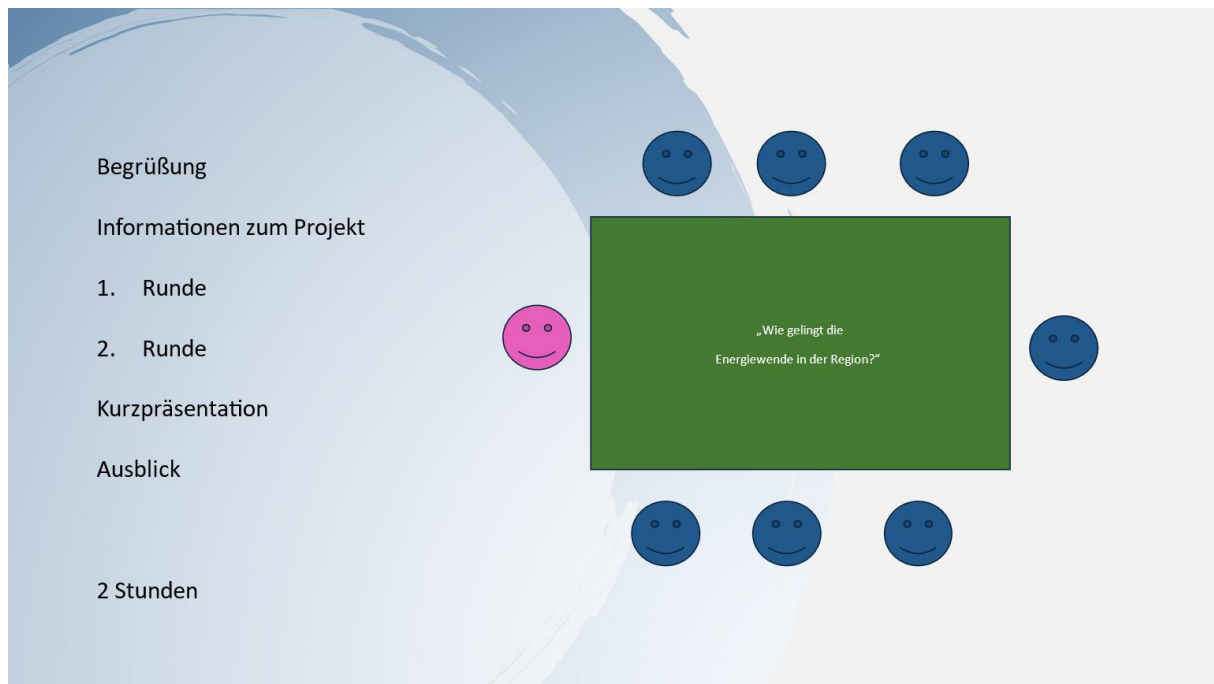 Begrüßung
Informationen zum Projekt
1. Runde
2. Runde
Kurzpräsentation
Ausblick
2 Stunden
„Wie gelingt die
Energiewende in der Region?“